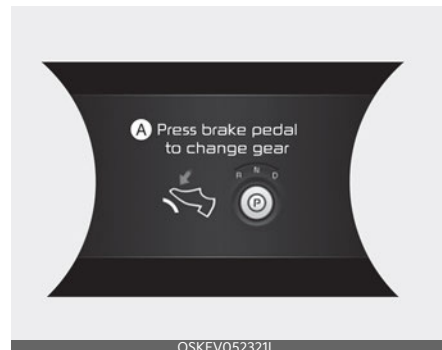 A Press brake pedal
to change gear
R N D
P
OSKEV052321L